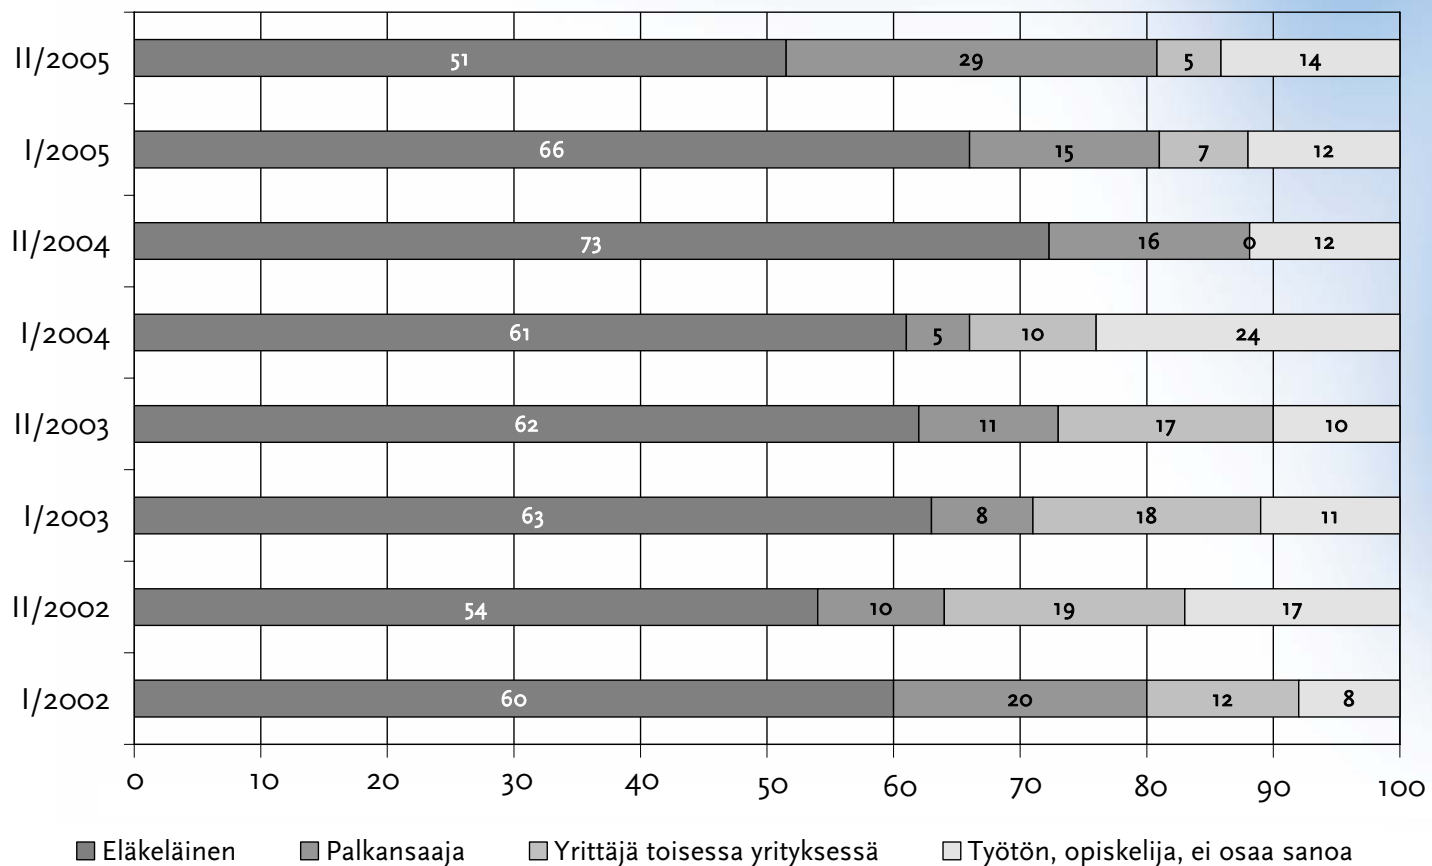 II/2005 51 29 5 14
I/2005 66 15 7 12
II/2004 73 16 0 12
I/2004 61 5 10 24
II/2003 62 11 17 10
I/2003 63 8 18 11
II/2002 54 10 19 17
I/2002 60 20 12 8
0 10 20 30 40 50 60 70 80 90 100
Eläkeläinen Palkansaaja Yrittäjä toisessa yrityksessä Työtön, opiskelija, ei osaa sanoa